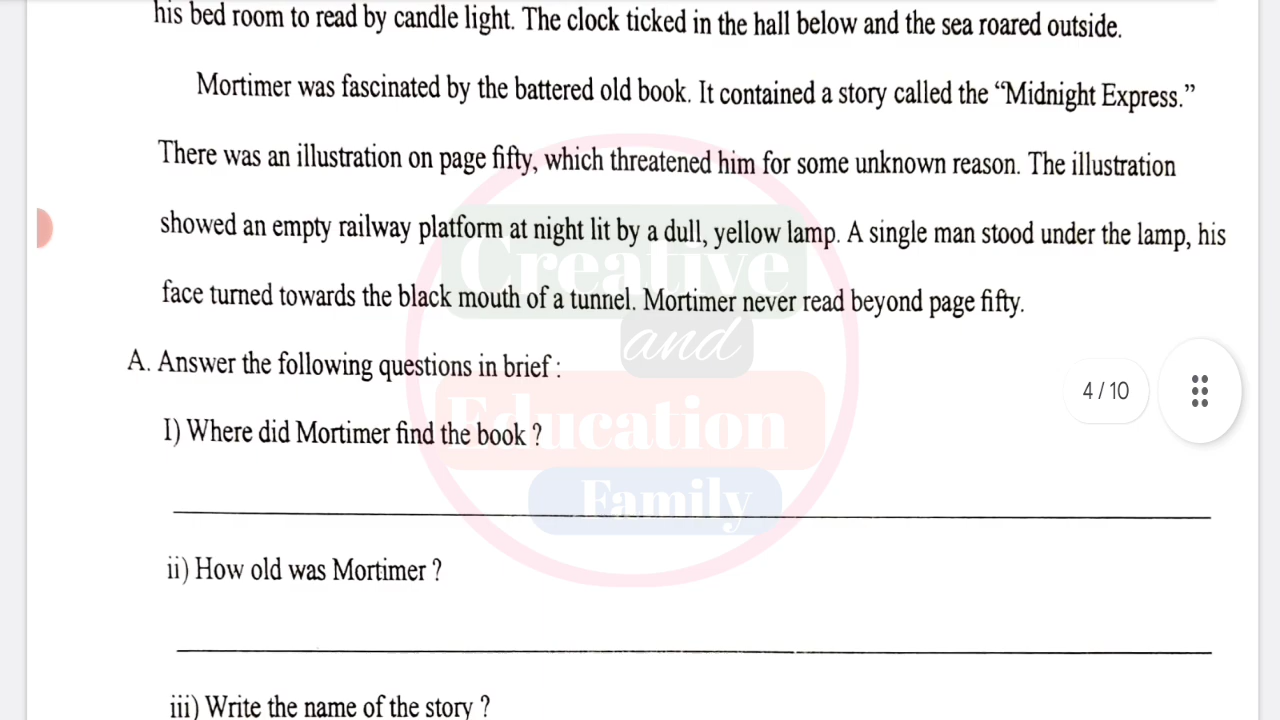 his bed room to read by candle light. The clock ticked in the hall below and the sea roared outside.
Mortimer was fascinated by the battered old book. It contained a story called the “Midnight Express.”
There was an illustration on page fifty, which threatened him for some unknown reason. The illustration
showed an empty railway platform at night lit by a dull, yellow lamp. A single man stood under the lamp, his
face turned towards the black mouth of a tunnel. Mortimer never read beyond page fifty.
A. Answer the following questions in brief :
I) Where did Mortimer find the book ?
ii) How old was Mortimer ?
iii) Write the name of the story ?
4 / 10
Creative
and
Education
Family